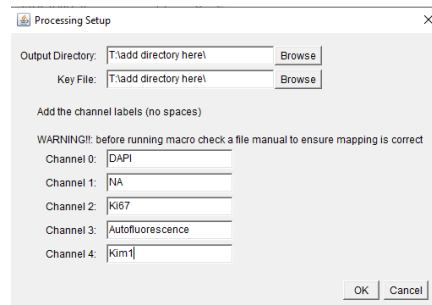 Processing Setup
Output Directory: T:\add directory here\ Browse
Key File: T:\add directory here\ Browse
Add the channel labels (no spaces)
WARNING!!: before running macro check a file manual to ensure mapping is correct
Channel 0: DAPI
Channel 1: NA
Channel 2: Ki67
Channel 3: Autofluorescence
Channel 4: Kim1
OK Cancel